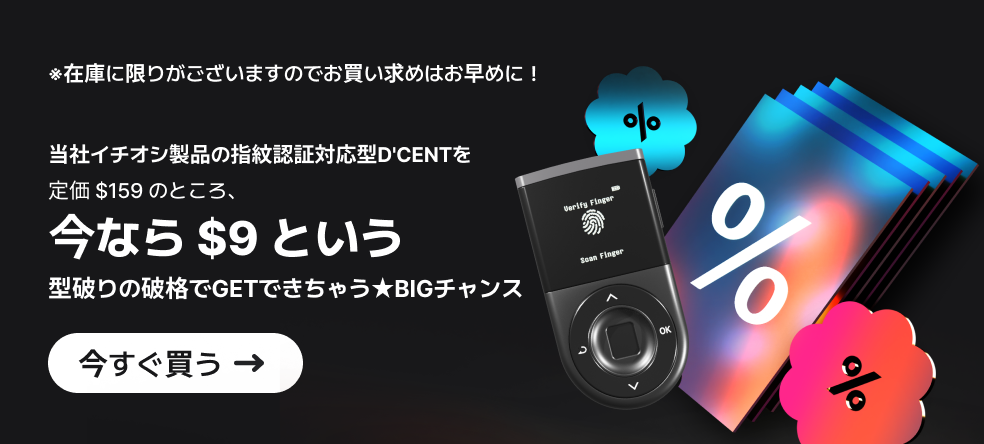 ※在庫に限りがございますのでお買い求めはお早めに！
当社イチオシ製品の指紋認証対応型D'CENTを
定価 $159 のところ、
今なら $9 という
型破りの破格でGETできちゃう★BIGチャンス
今すぐ買う →
%
Verify Finger
Scan Finger
OK
%
%